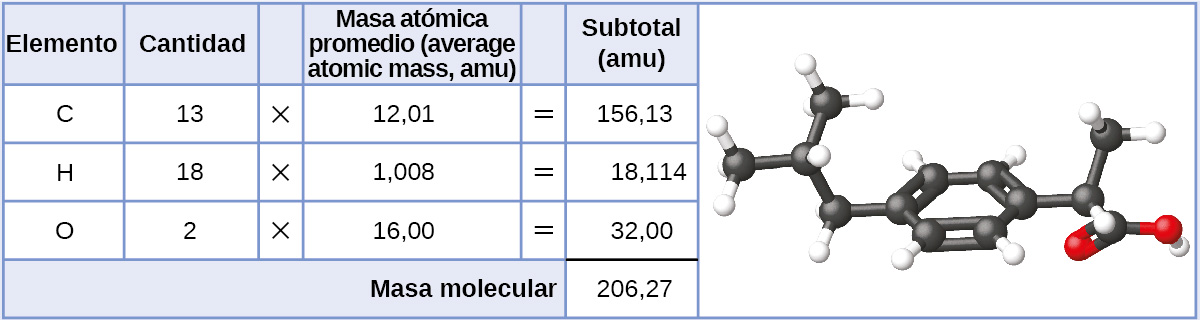 Elemento Cantidad Masa atómica promedio (average atomic mass, amu) Subtotal (amu)
C 13 × 12,01 = 156,13
H 18 × 1,008 = 18,114
O 2 × 16,00 = 32,00
Masa molecular 206,27